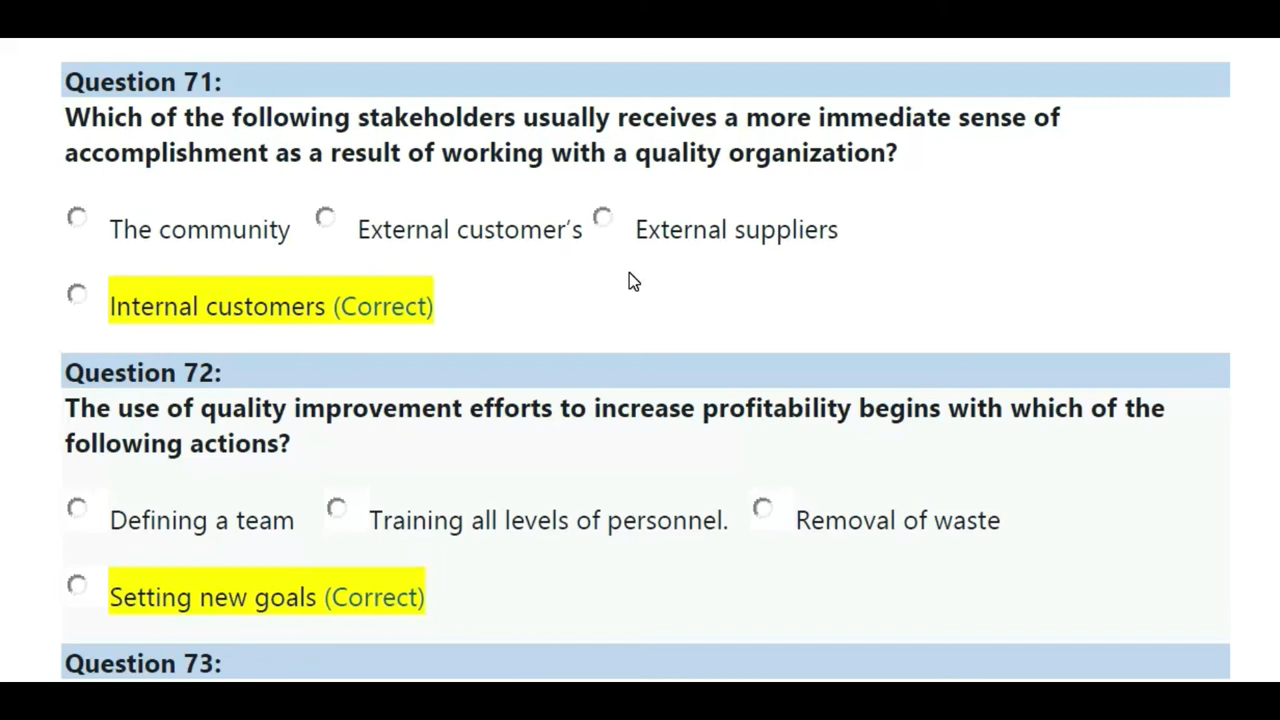 Question 71:
Which of the following stakeholders usually receives a more immediate sense of
accomplishment as a result of working with a quality organization?
The community External customer’s External suppliers
Internal customers (Correct)
Question 72:
The use of quality improvement efforts to increase profitability begins with which of the
following actions?
Defining a team Training all levels of personnel. Removal of waste
Setting new goals (Correct)
Question 73: